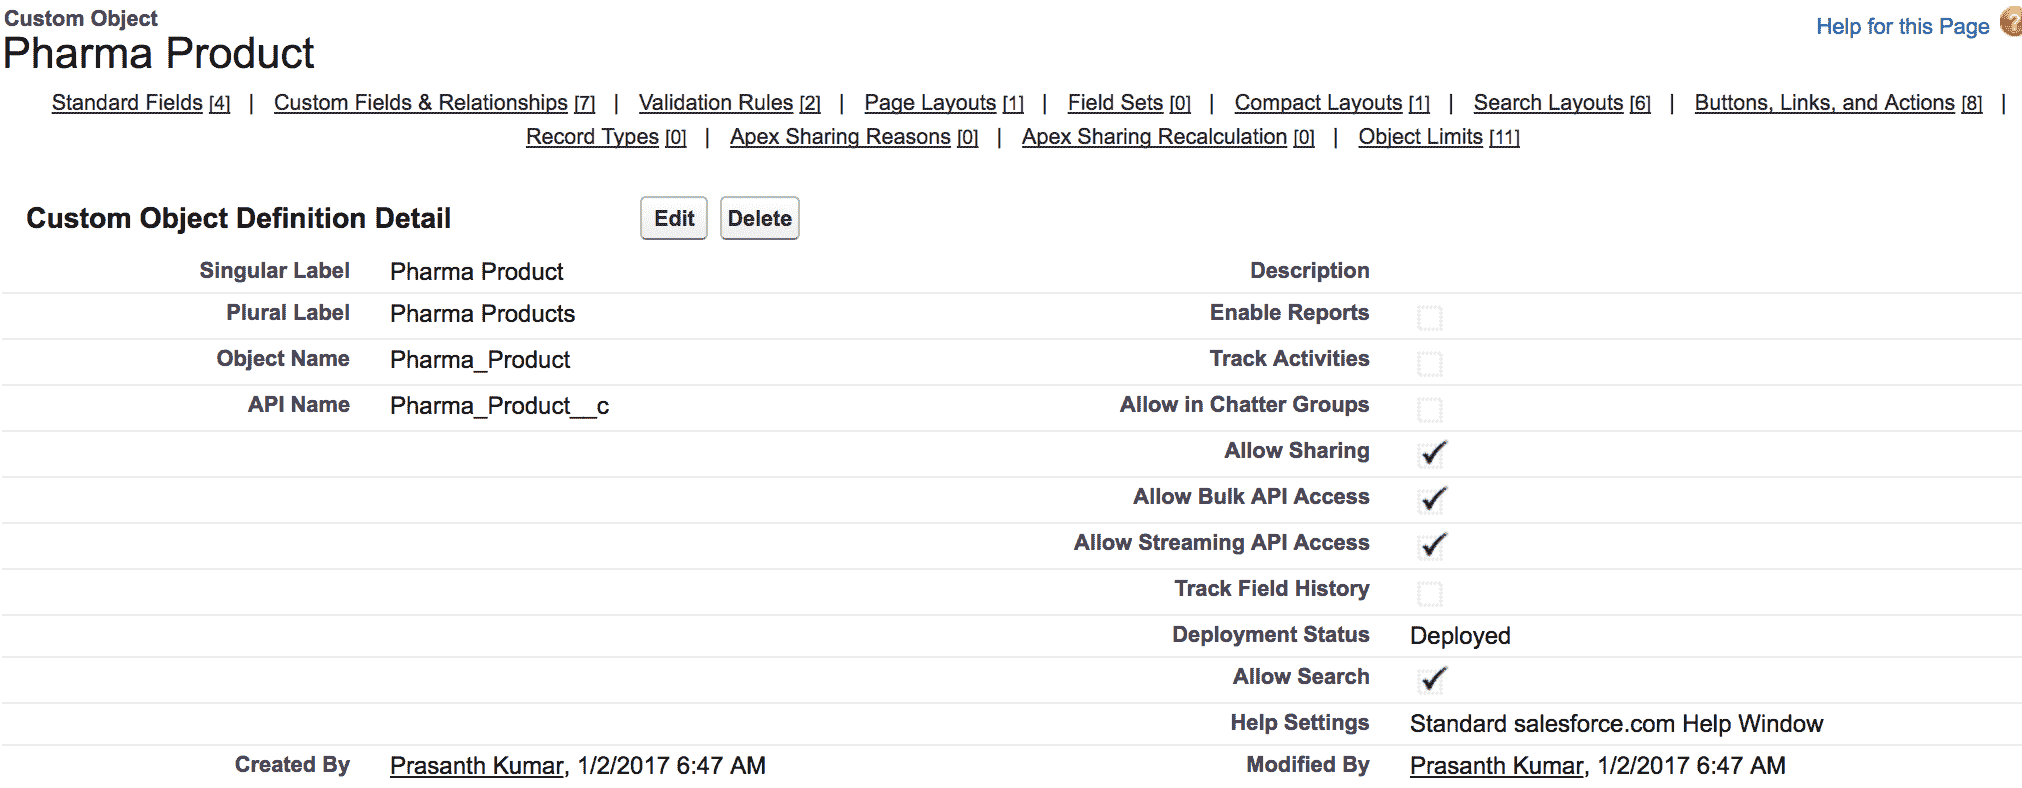 Custom Object
Pharma Product
Help for this Page ?
Standard Fields [4] | Custom Fields & Relationships [7] | Validation Rules [2] | Page Layouts [1] | Field Sets [0] | Compact Layouts [1] | Search Layouts [6] | Buttons, Links, and Actions [8] |
Record Types [0] | Apex Sharing Reasons [0] | Apex Sharing Recalculation [0] | Object Limits [11]
Custom Object Definition Detail Edit Delete
Singular Label Pharma Product Description
Plural Label Pharma Products Enable Reports
Object Name Pharma_Product Track Activities
API Name Pharma_Product__c Allow in Chatter Groups
Allow Sharing
Allow Bulk API Access
Allow Streaming API Access
Track Field History
Deployment Status Deployed
Allow Search
Help Settings Standard salesforce.com Help Window
Created By Prasanth Kumar, 1/2/2017 6:47 AM Modified By Prasanth Kumar, 1/2/2017 6:47 AM